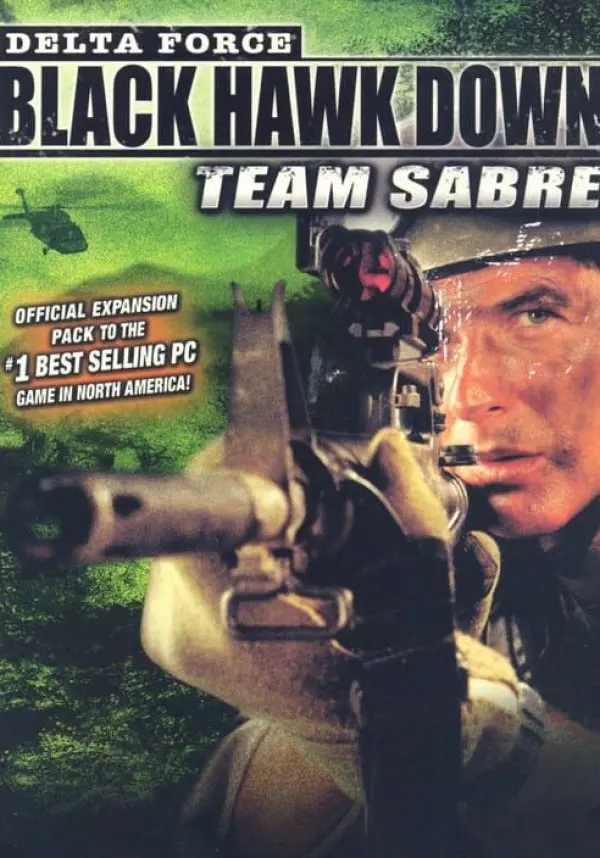 DELTA FORCE®
BLACK HAWK DOWN
TEAM SABRE
OFFICIAL EXPANSION
PACK TO THE
#1 BEST SELLING PC
GAME IN NORTH AMERICA!